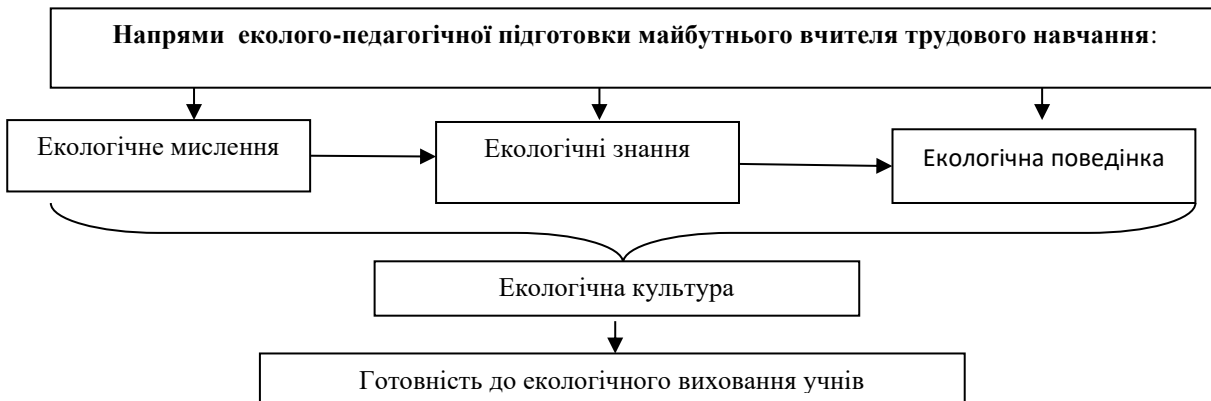 Напрями еколого-педагогічної підготовки майбутнього вчителя трудового навчання:
Екологічне мислення
Екологічні знання
Екологічна поведінка
Екологічна культура
Готовність до екологічного виховання учнів